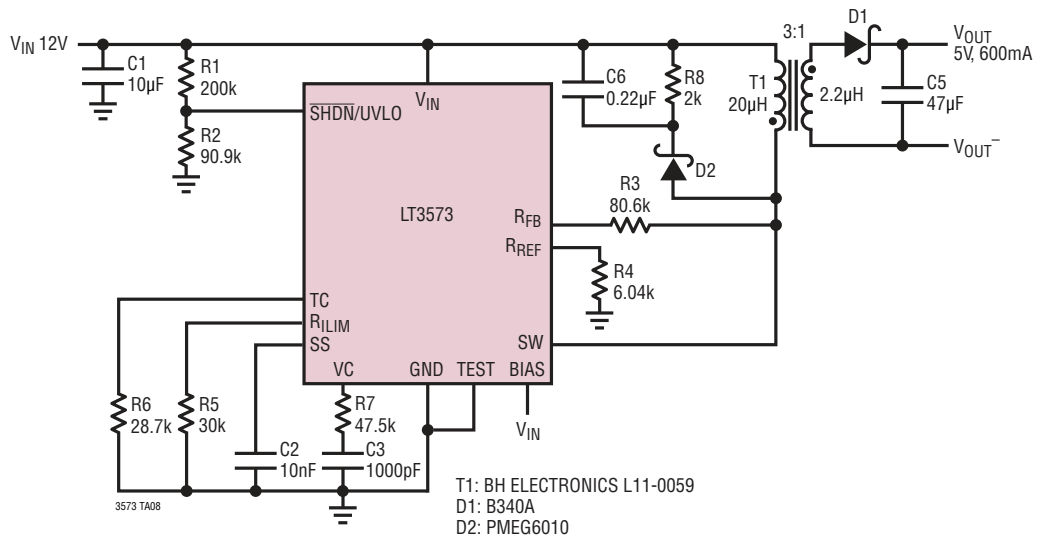 VIN 12V
C1
10µF
R1
200k
R2
90.9k
SHDN/UVLO
VIN
C6
0.22µF
R8
2k
D2
T1
20µH
3:1
2.2µH
D1
VOUT
5V, 600mA
C5
47µF
VOUT–
LT3573
RFB
R3
80.6k
RREF
R4
6.04k
TC
RILIM
SS
SW
VC
GND
TEST
BIAS
VIN
R6
28.7k
R5
30k
C2
10nF
R7
47.5k
C3
1000pF
3573 TA08
T1: BH ELECTRONICS L11-0059
D1: B340A
D2: PMEG6010